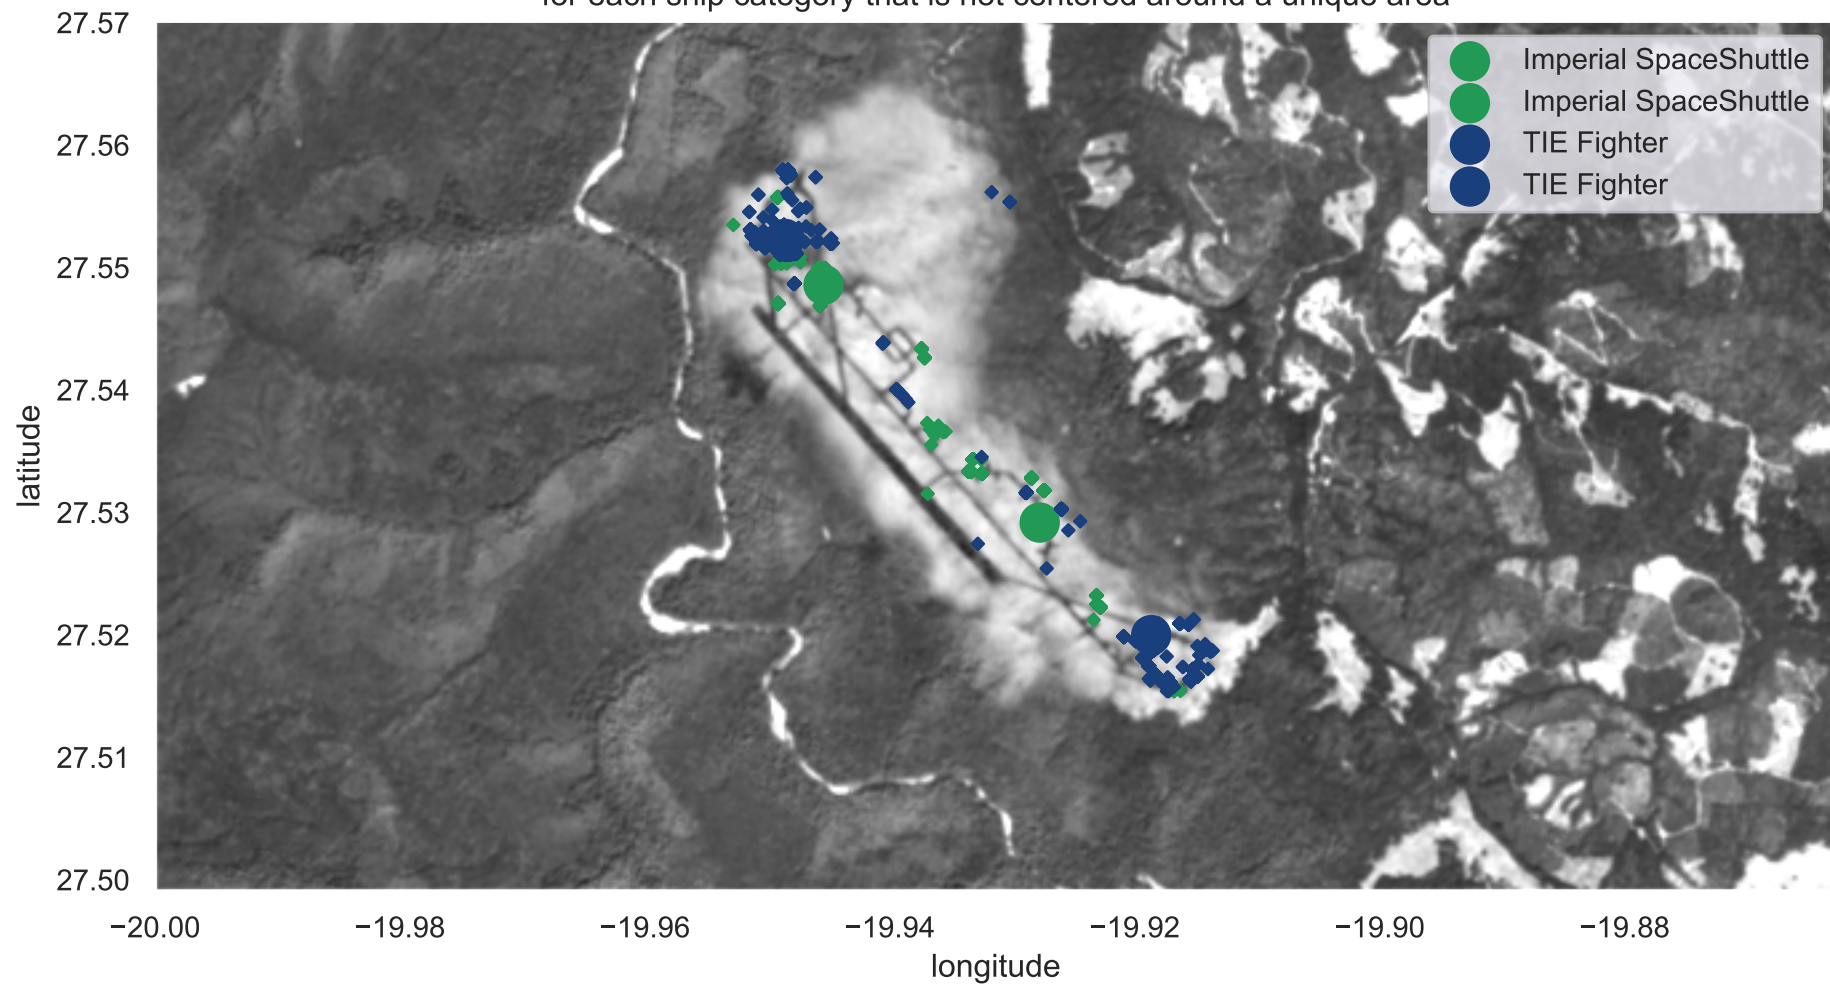 for each ship category that is not centered around a unique area
27.57
27.56
27.55
27.54
27.53
27.52
27.51
27.50
latitude
Imperial SpaceShuttle
Imperial SpaceShuttle
TIE Fighter
TIE Fighter
−20.00 −19.98 −19.96 −19.94 −19.92 −19.90 −19.88
longitude